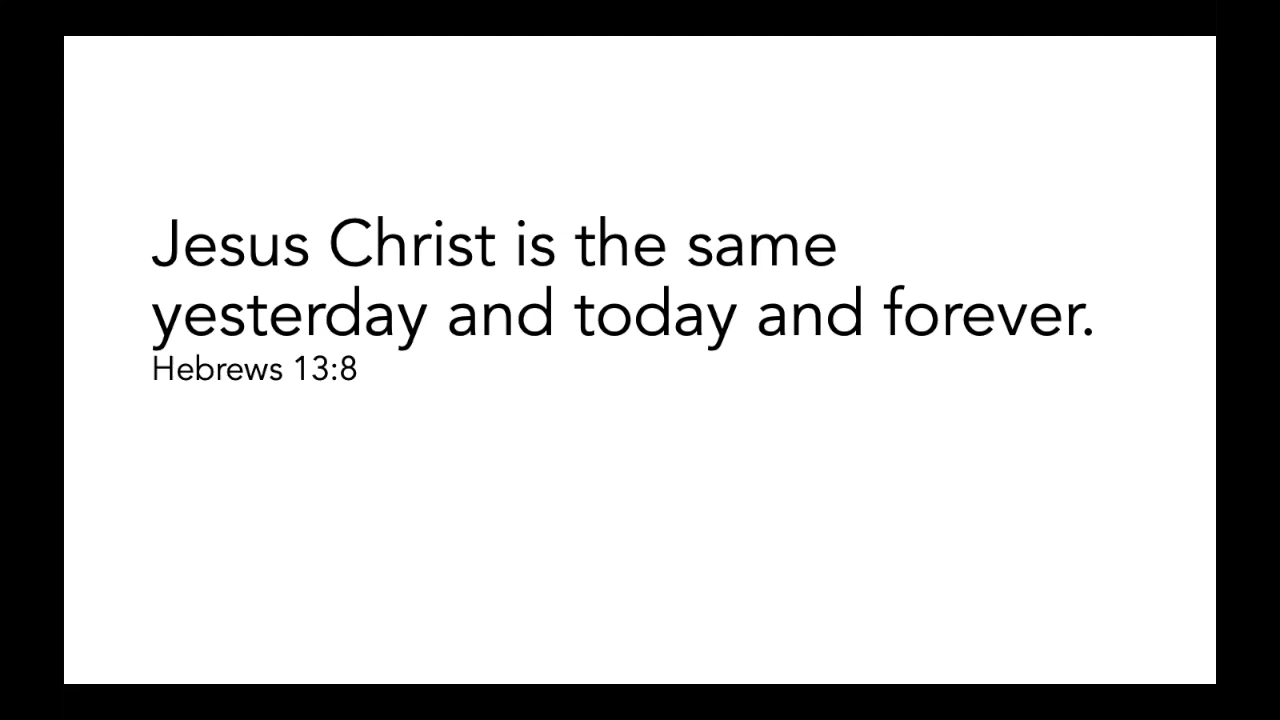 Jesus Christ is the same
yesterday and today and forever.
Hebrews 13:8